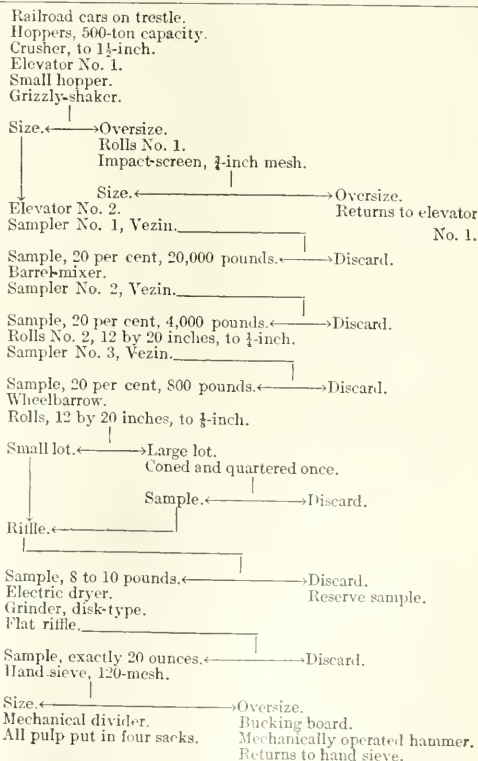 Railroad cars on trestle.
Hoppers, 500-ton capacity.
Crusher, to 1½-inch.
Elevator No. 1.
Small hopper.
Grizzly-shaker.
Size.←→Oversize.
Rolls No. 1.
Impact-screen, ¾-inch mesh.
Size.←→Oversize.
Elevator No. 2. Returns to elevator
Sampler No. 1, Vezin. No. 1.
Sample, 20 per cent, 20,000 pounds.←→Discard.
Barrel-mixer.
Sampler No. 2, Vezin.
Sample, 20 per cent, 4,000 pounds.←→Discard.
Rolls No. 2, 12 by 20 inches, to ¼-inch.
Sampler No. 3, Vezin.
Sample, 20 per cent, 800 pounds.←→Discard.
Wheelbarrow.
Rolls, 12 by 20 inches, to ⅛-inch.
Small lot.←→Large lot.
Coned and quartered once.
Sample.←→Discard.
Riffle.←
Sample, 8 to 10 pounds.←→Discard.
Electric dryer. Reserve sample.
Grinder, disk-type.
Flat riffle.
Sample, exactly 20 ounces.←→Discard.
Hand sieve, 120-mesh.
Size.←→Oversize.
Mechanical divider. Bucking board.
All pulp put in four sacks. Mechanically operated hammer.
Returns to hand sieve.